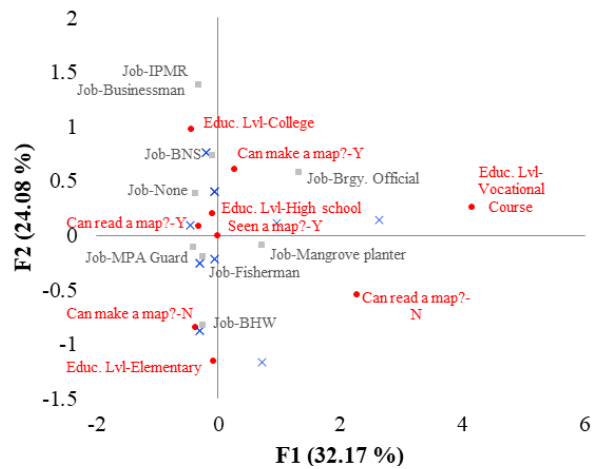 2
1.5
Job-IPMR
Job-Businessman
1
Educ. Lvl-College
Job-BNS
Can make a map?-Y
Educ. Lvl-
Vocational
Course
Job-Brgy. Official
0.5
Job-None
Educ. Lvl-High school
Can read a map?-Y
Seen a map?-Y
0
Job-MPA Guard
Job-Mangrove planter
Job-Fisherman
-0.5
Can read a map?-
N
Can make a map?-N
Job-BHW
-1
Educ. Lvl-Elementary
-1.5
-2
0
2
4
6
F1 (32.17 %)
F2 (24.08 %)